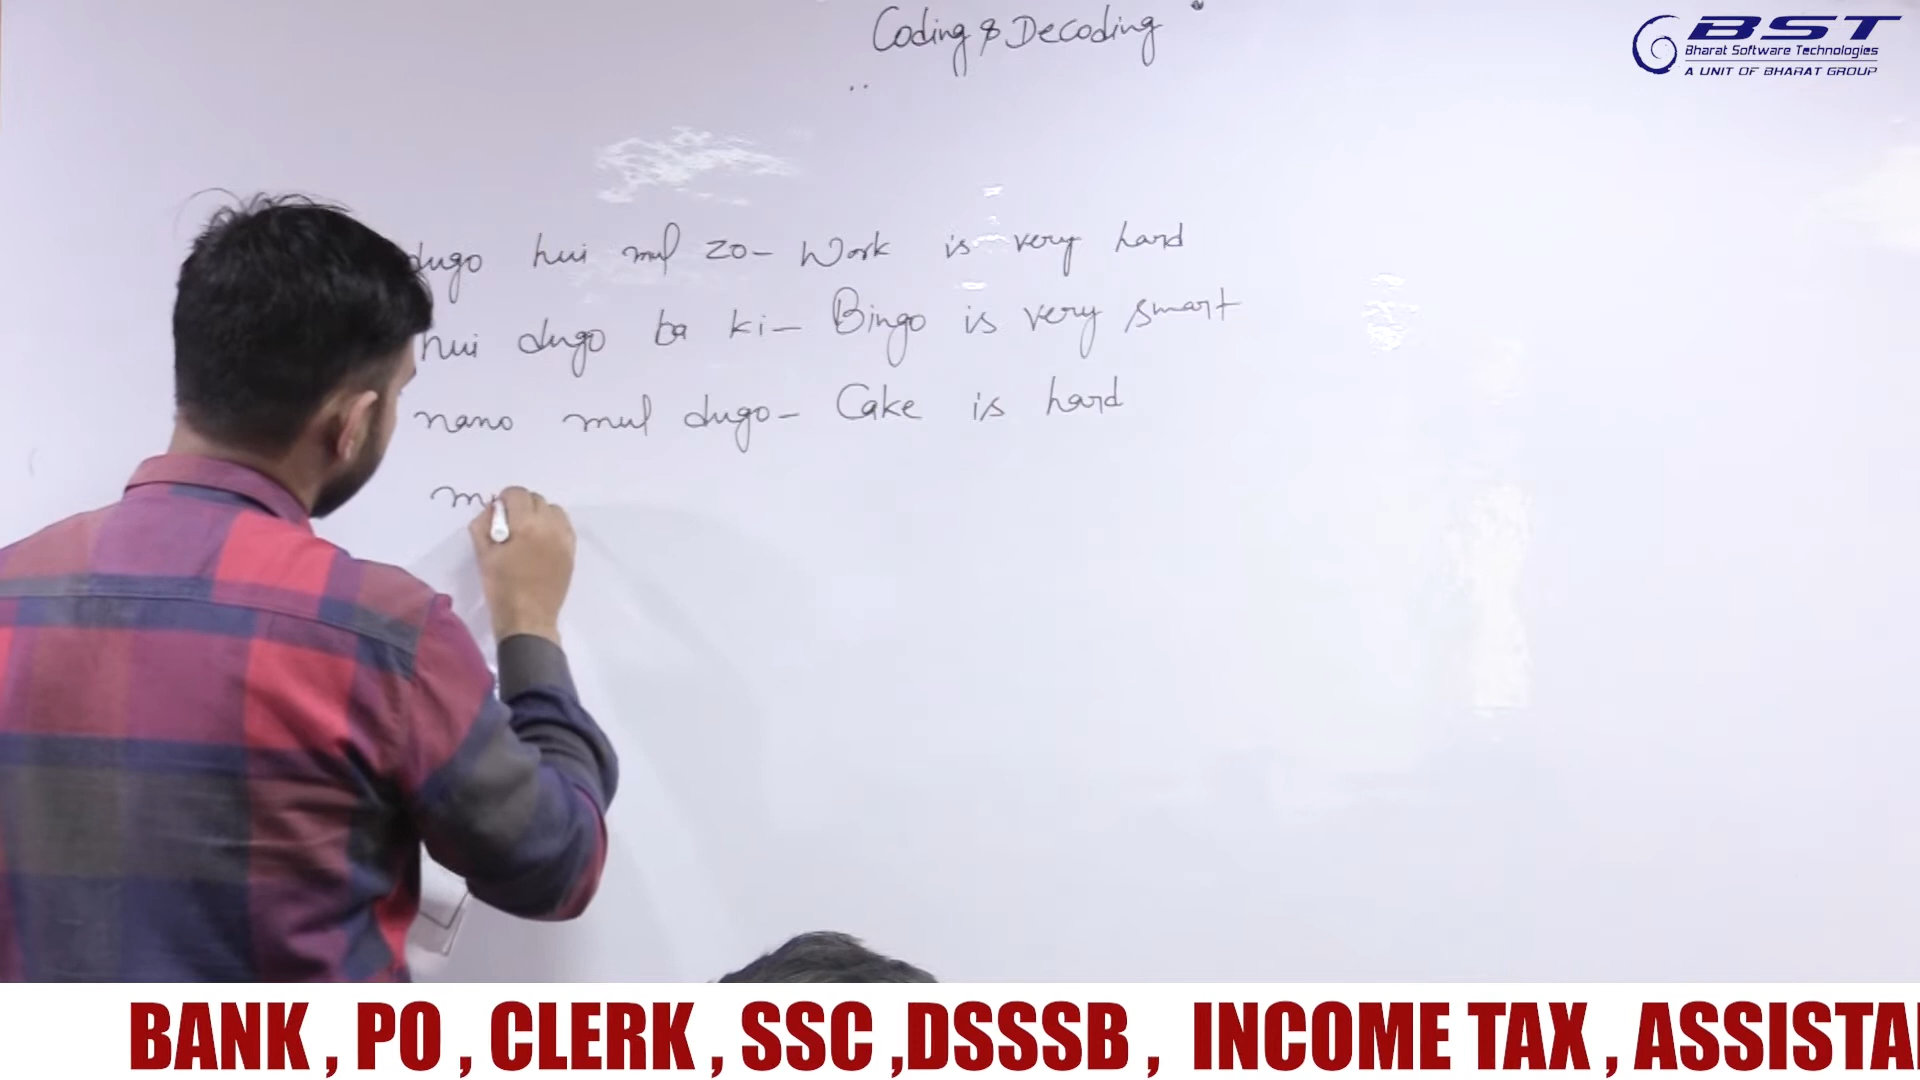 Coding & Decoding
BST
Bharat Software Technologies
A UNIT OF BHARAT GROUP
dugo hui mul zo - Work is very hard
hui dugo ba ki - Bingo is very smart
nano mul dugo - Cake is hard
BANK , PO , CLERK , SSC ,DSSSB , INCOME TAX , ASSISTA